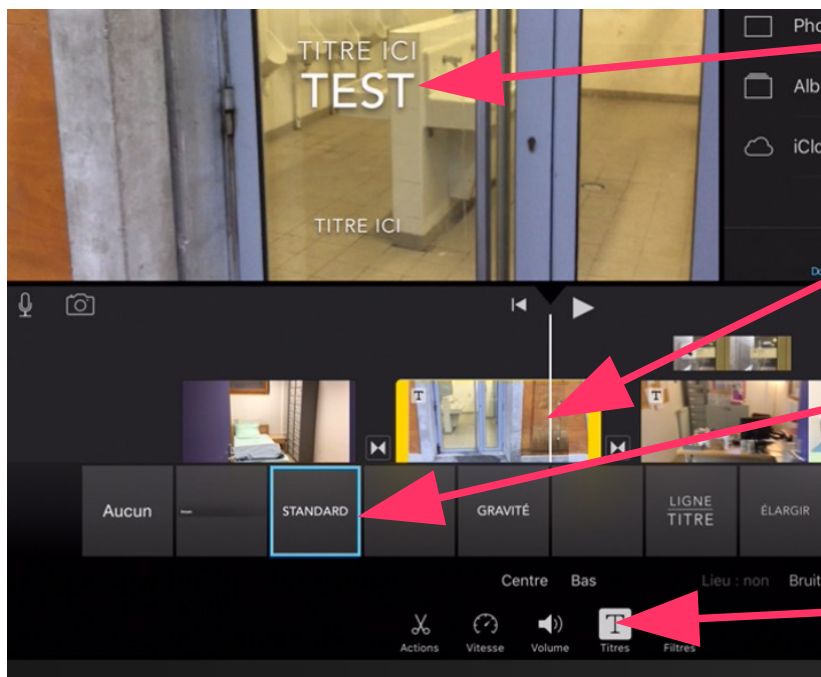 TITRE ICI
TEST
TITRE ICI
Pho
Alb
iClo
T
T
Aucun
STANDARD
GRAVITÉ
LIGNE
TITRE
ÉLARGIR
Centre Bas Lieu : non Bruit
T
Actions Vitesse Volume Titres Filtres